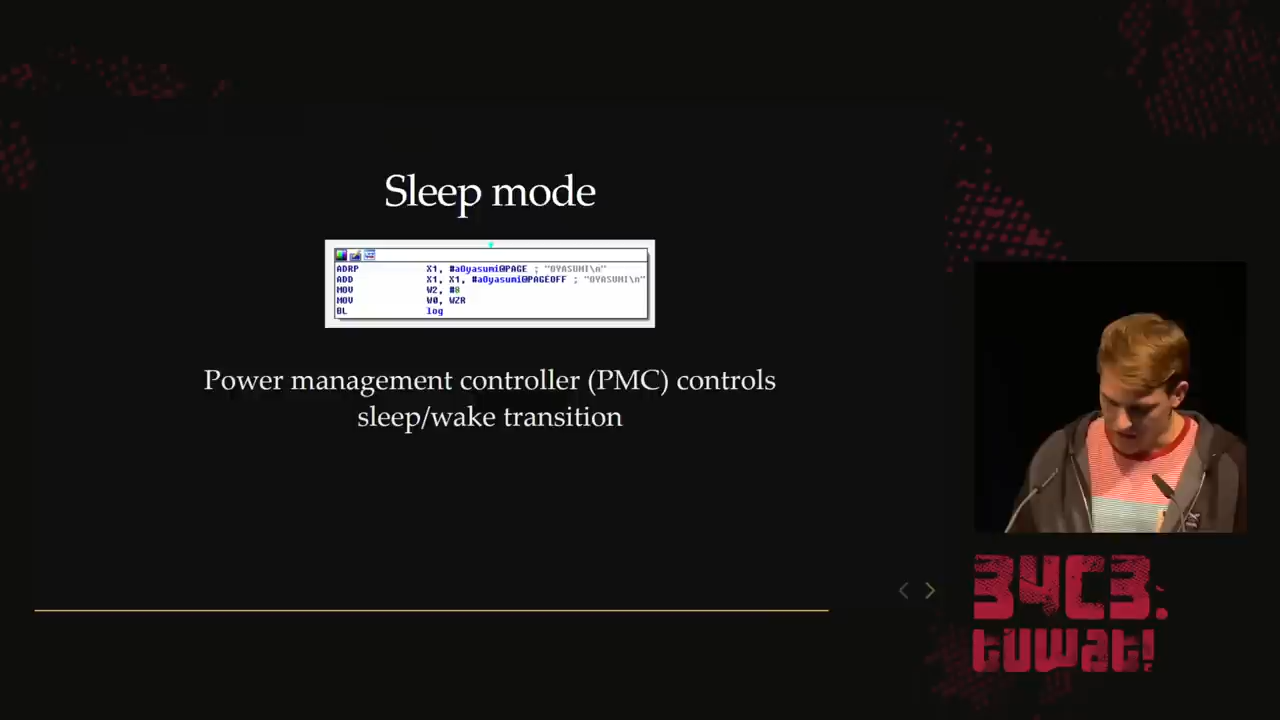 Sleep mode
ADRP X1, #aOyasumi@PAGE ; "OYASUMI\n"
ADD X1, X1, #aOyasumi@PAGEOFF ; "OYASUMI\n"
MOV W2, #8
MOV W0, WZR
BL log
Power management controller (PMC) controls
sleep/wake transition
34C3.
tuwat!